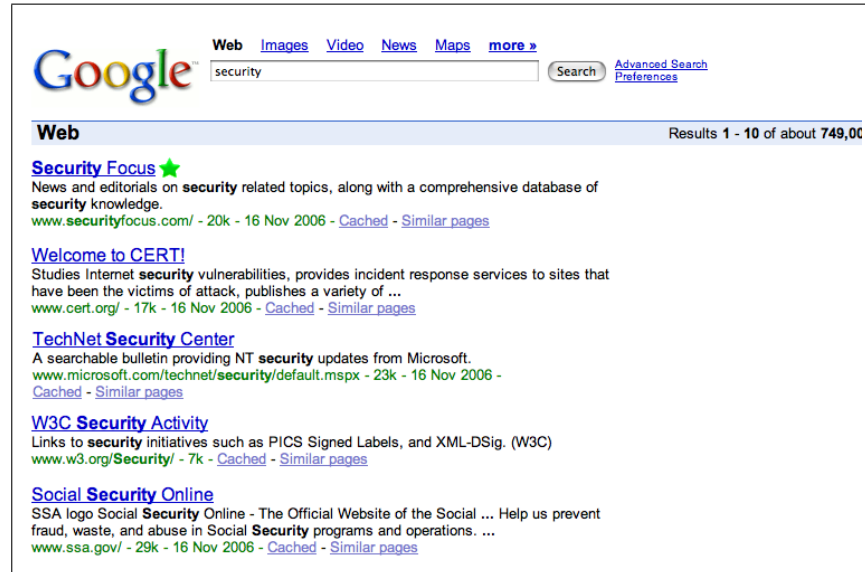 Web Images Video News Maps more »
Google™
security Search Advanced Search
Preferences
Web Results 1 - 10 of about 749,00
Security Focus
News and editorials on security related topics, along with a comprehensive database of
security knowledge.
www.securityfocus.com/ - 20k - 16 Nov 2006 - Cached - Similar pages
Welcome to CERT!
Studies Internet security vulnerabilities, provides incident response services to sites that
have been the victims of attack, publishes a variety of ...
www.cert.org/ - 17k - 16 Nov 2006 - Cached - Similar pages
TechNet Security Center
A searchable bulletin providing NT security updates from Microsoft.
www.microsoft.com/technet/security/default.mspx - 23k - 16 Nov 2006 -
Cached - Similar pages
W3C Security Activity
Links to security initiatives such as PICS Signed Labels, and XML-DSig. (W3C)
www.w3.org/Security/ - 7k - Cached - Similar pages
Social Security Online
SSA logo Social Security Online - The Official Website of the Social ... Help us prevent
fraud, waste, and abuse in Social Security programs and operations. ...
www.ssa.gov/ - 29k - 16 Nov 2006 - Cached - Similar pages